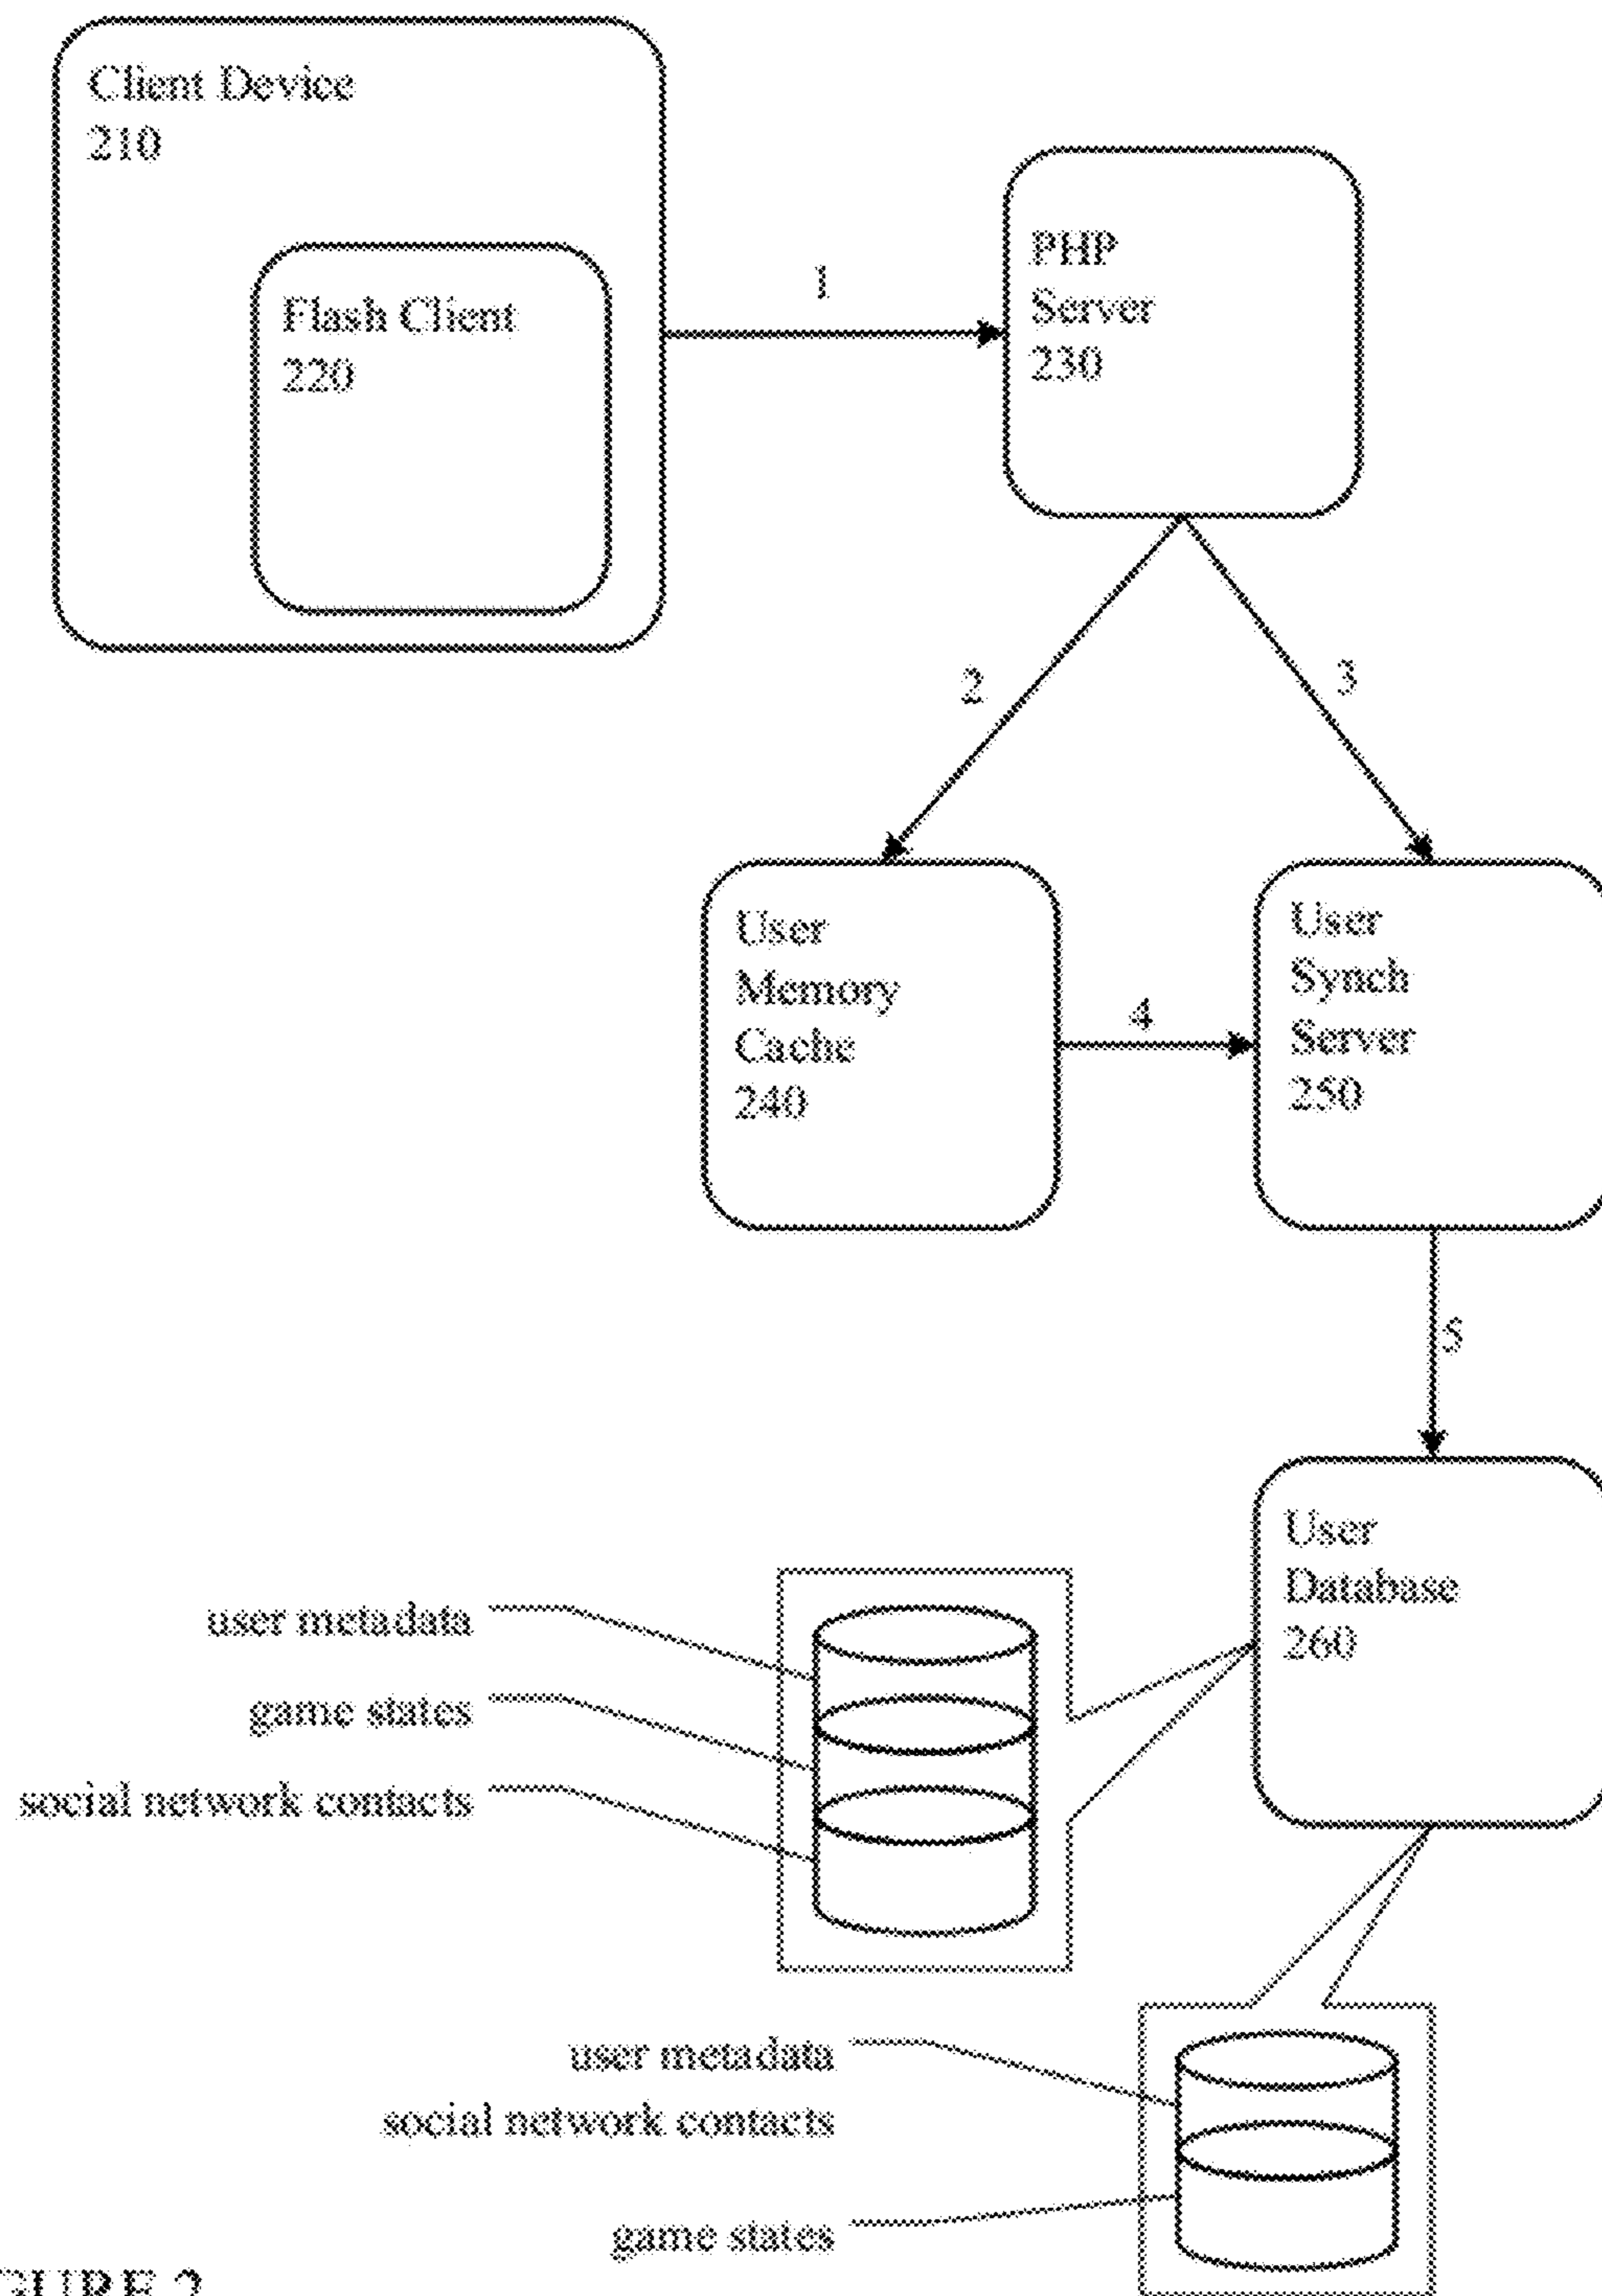 Client Device
210
Flash Client
220
1
PHP
Server
230
2
3
User
Memory
Cache
240
4
User
Synch
Server
250
5
User
Database
260
user metadata
game states
social network contacts
user metadata
social network contacts
game states